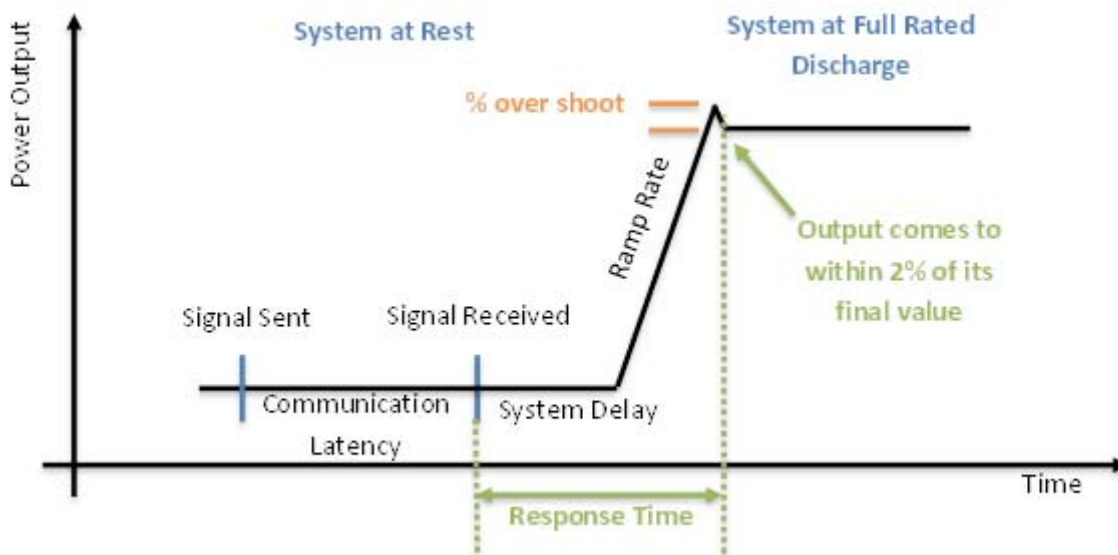 Power Output
System at Rest
System at Full Rated
Discharge
% over shoot
Ramp Rate
Output comes to
within 2% of its
final value
Signal Sent
Signal Received
Communication
Latency
System Delay
Time
Response Time